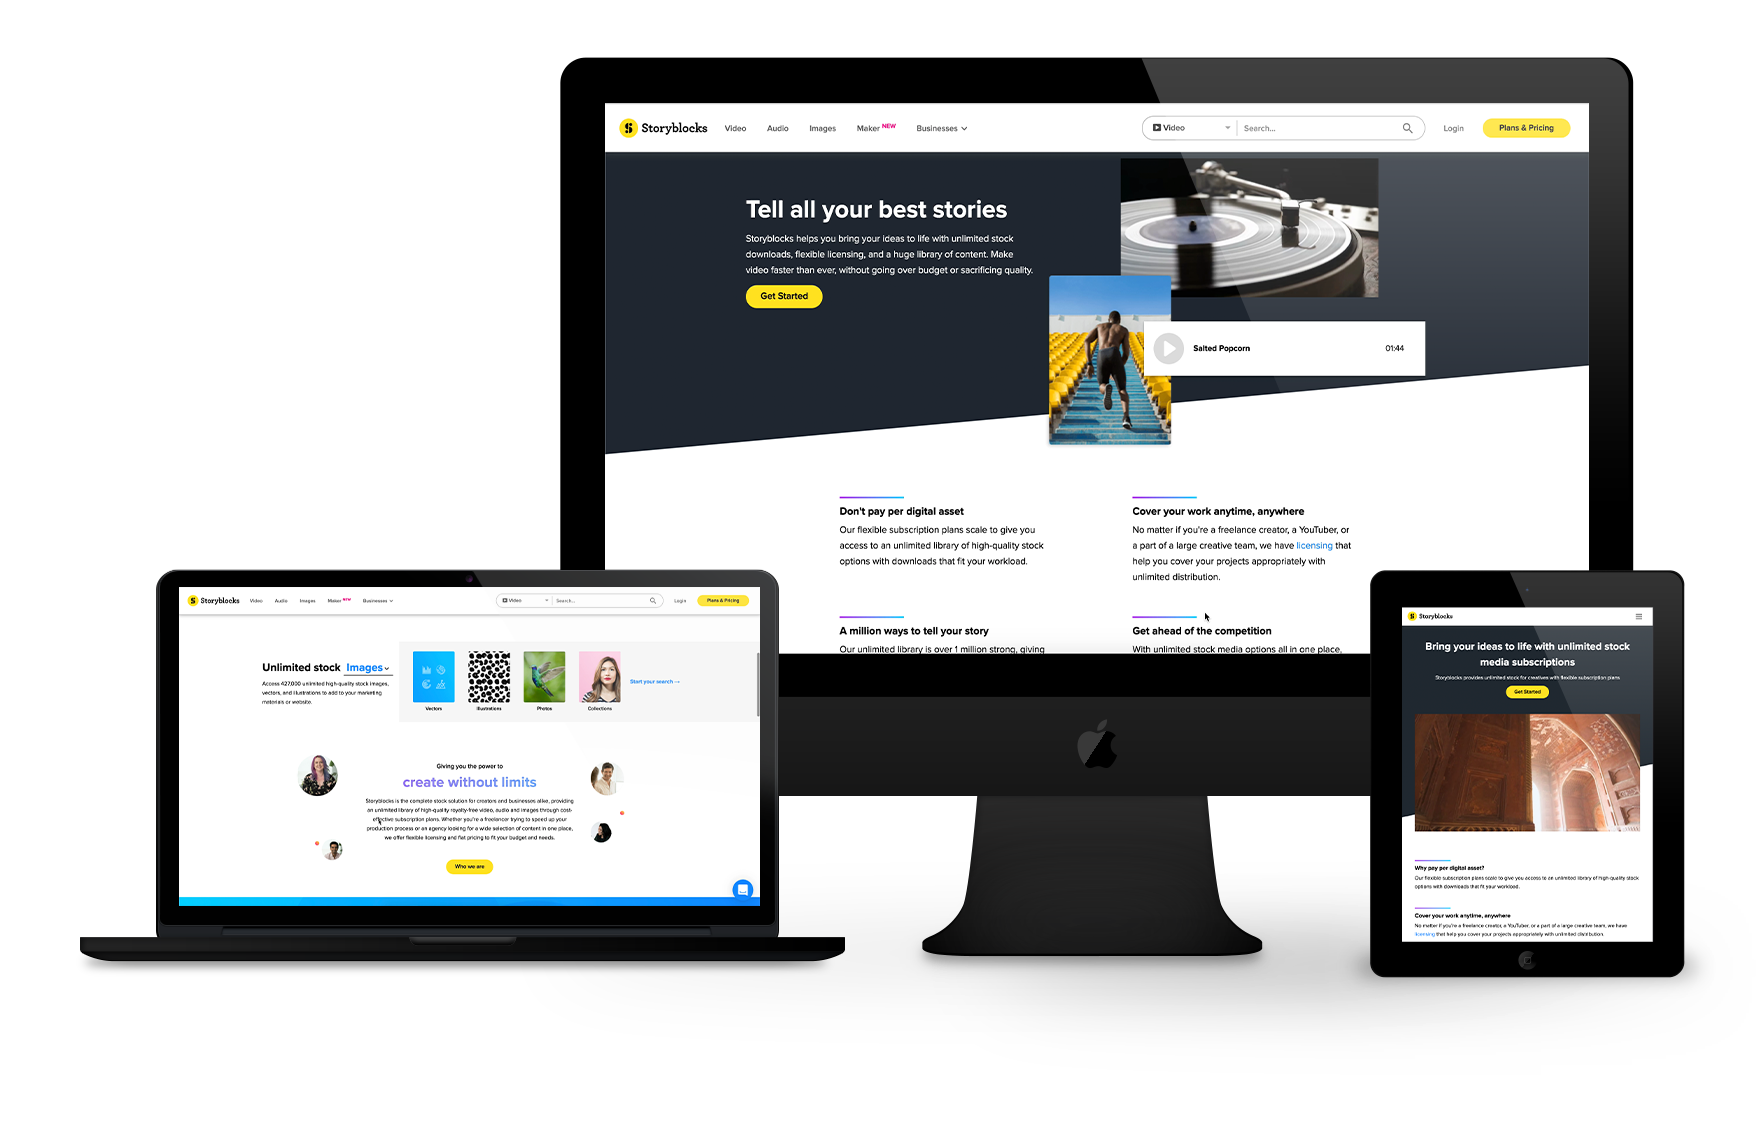 Storyblocks
Video
Audio
Images
Maker NEW
Businesses
Video
Search...
Login
Plans & Pricing
Tell all your best stories
Storyblocks helps you bring your ideas to life with unlimited stock
downloads, flexible licensing, and a huge library of content. Make
video faster than ever, without going over budget or sacrificing quality.
Get Started
Salted Popcorn
01:44
Don't pay per digital asset
Our flexible subscription plans scale to give you
access to an unlimited library of high-quality stock
options with downloads that fit your workload.
Cover your work anytime, anywhere
No matter if you're a freelance creator, a YouTuber, or
a part of a large creative team, we have licensing that
help you cover your projects appropriately with
unlimited distribution.
A million ways to tell your story
Our unlimited library is over 1 million strong, giving
Get ahead of the competition
With unlimited stock media options all in one place,
Storyblocks
Video
Audio
Images
Maker NEW
Businesses
Video
Search...
Login
Plans & Pricing
Unlimited stock Images
Access 427,000 unlimited high-quality stock images,
vectors, and illustrations to add to your marketing
materials or website.
Vectors
Illustrations
Photos
Collections
Start your search →
Giving you the power to
create without limits
Storyblocks is the complete stock solution for creators and businesses alike, providing
an unlimited library of high-quality royalty-free video, audio and images through cost-
effective subscription plans. Whether you're a freelancer trying to speed up your
production process or an agency looking for a wide selection of content in one place,
we offer flexible licensing and flat pricing to fit your budget and needs.
Who we are
Storyblocks
Bring your ideas to life with unlimited stock
media subscriptions
Storyblocks provides unlimited stock for creatives with flexible subscription plans
Get Started
Why pay per digital asset?
Our flexible subscription plans scale to give you access to an unlimited library of high-quality stock
options with downloads that fit your workload.
Cover your work anytime, anywhere
No matter if you're a freelance creator, a YouTuber, or a part of a large creative team, we have
licensing that help you cover your projects appropriately with unlimited distribution.